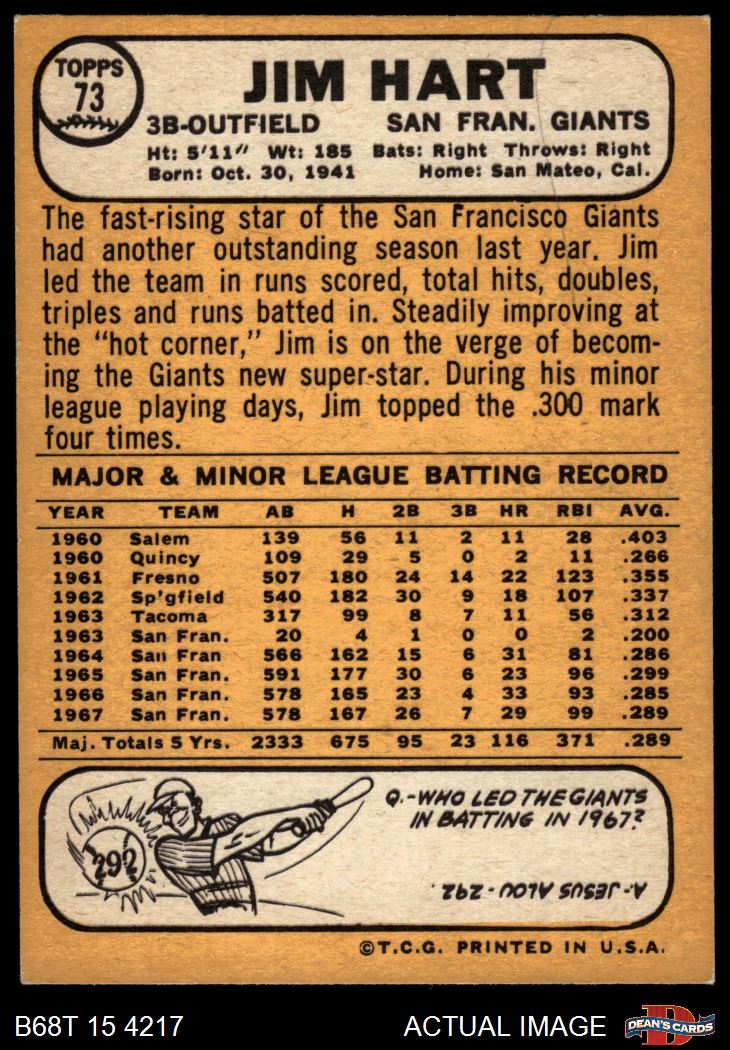 TOPPS
73
JIM HART
3B-OUTFIELD SAN FRAN. GIANTS
Ht: 5'11" Wt: 185 Bats: Right Throws: Right
Born: Oct. 30, 1941 Home: San Mateo, Cal.
The fast-rising star of the San Francisco Giants
had another outstanding season last year. Jim
led the team in runs scored, total hits, doubles,
triples and runs batted in. Steadily improving at
the "hot corner," Jim is on the verge of becom-
ing the Giants new super-star. During his minor
league playing days, Jim topped the .300 mark
four times.
MAJOR & MINOR LEAGUE BATTING RECORD
YEAR TEAM AB H 2B 3B HR RBI AVG.
1960 Salem 139 56 11 2 11 28 .403
1960 Quincy 109 29 5 0 2 11 .266
1961 Fresno 507 180 24 14 22 123 .355
1962 Sp'gfield 540 182 30 9 18 107 .337
1963 Tacoma 317 99 8 7 11 56 .312
1963 San Fran. 20 4 1 0 0 2 .200
1964 San Fran 566 162 15 6 31 81 .286
1965 San Fran. 591 177 30 6 23 96 .299
1966 San Fran. 578 165 23 4 33 93 .285
1967 San Fran. 578 167 26 7 29 99 .289
Maj. Totals 5 Yrs. 2333 675 95 23 116 371 .289
292
Q.-WHO LED THE GIANTS
IN BATTING IN 1967?
A-JESUS ALOU-292.
©T.C.G. PRINTED IN U.S.A.
B68T 15 4217 ACTUAL IMAGE D DEAN'S CARDS